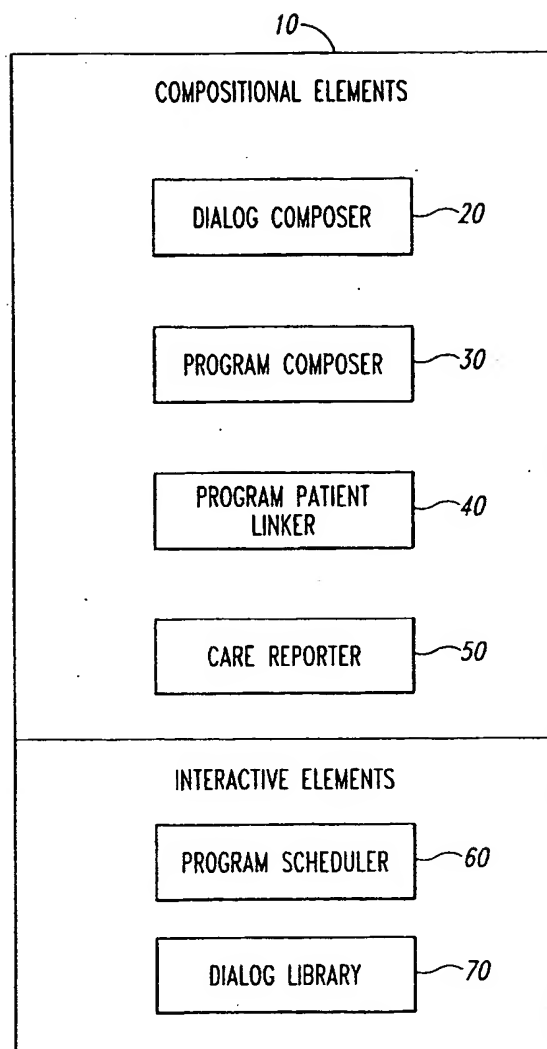 10
COMPOSITIONAL ELEMENTS
DIALOG COMPOSER 20
PROGRAM COMPOSER 30
PROGRAM PATIENT
LINKER 40
CARE REPORTER 50
INTERACTIVE ELEMENTS
PROGRAM SCHEDULER 60
DIALOG LIBRARY 70